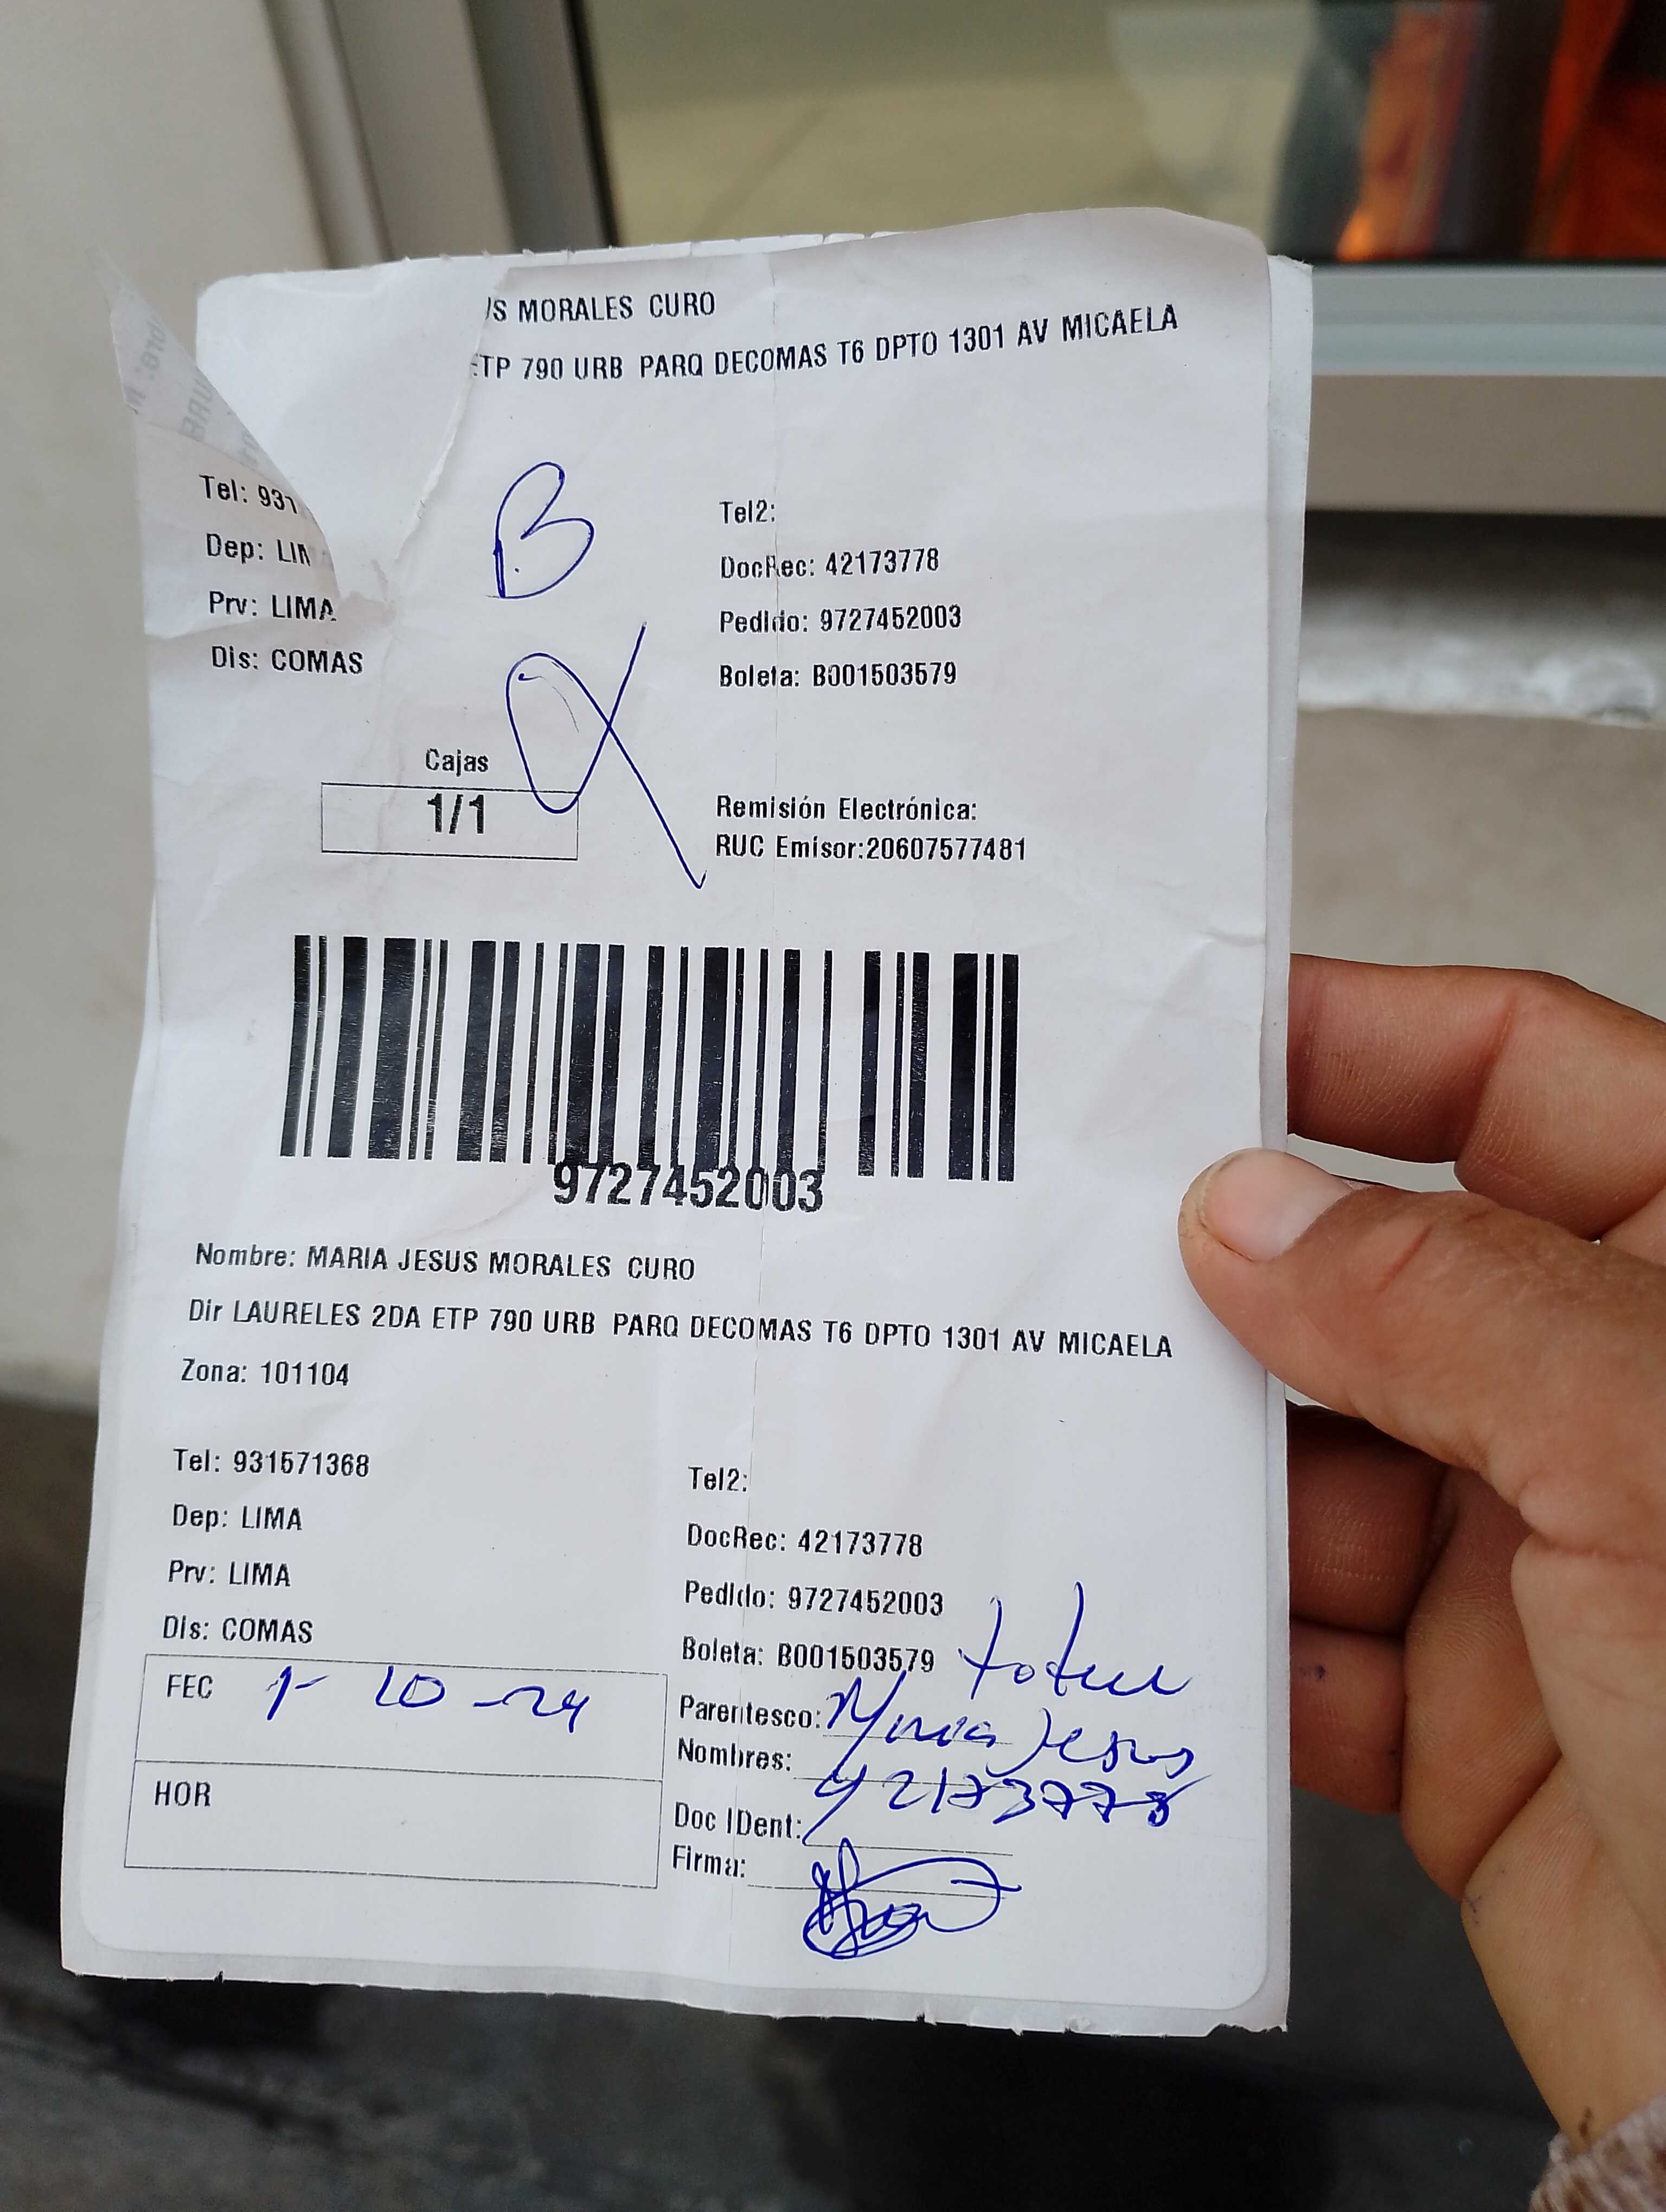 US MORALES CURO
ETP 790 URB PARQ DECOMAS T6 DPTO 1301 AV MICAELA
B
Tel: 931
Tel2:
Dep: LIM
DocRec: 42173778
Prv: LIMA
Pedido: 9727452003
Dis: COMAS
Boleta: B001503579
Cajas
1/1
Remisión Electrónica:
RUC Emisor:20607577481
9727452003
Nombre: MARIA JESUS MORALES CURO
Dir LAURELES 2DA ETP 790 URB PARQ DECOMAS T6 DPTO 1301 AV MICAELA
Zona: 101104
Tel: 931571368
Tel2:
Dep: LIMA
DocRec: 42173778
Prv: LIMA
Pedido: 9727452003
Dis: COMAS
Boleta: B001503579
FEC 1-10-24
Parentesco:
Nombres: Maria Jesus
HOR
Doc IDent: 42173778
Firma: